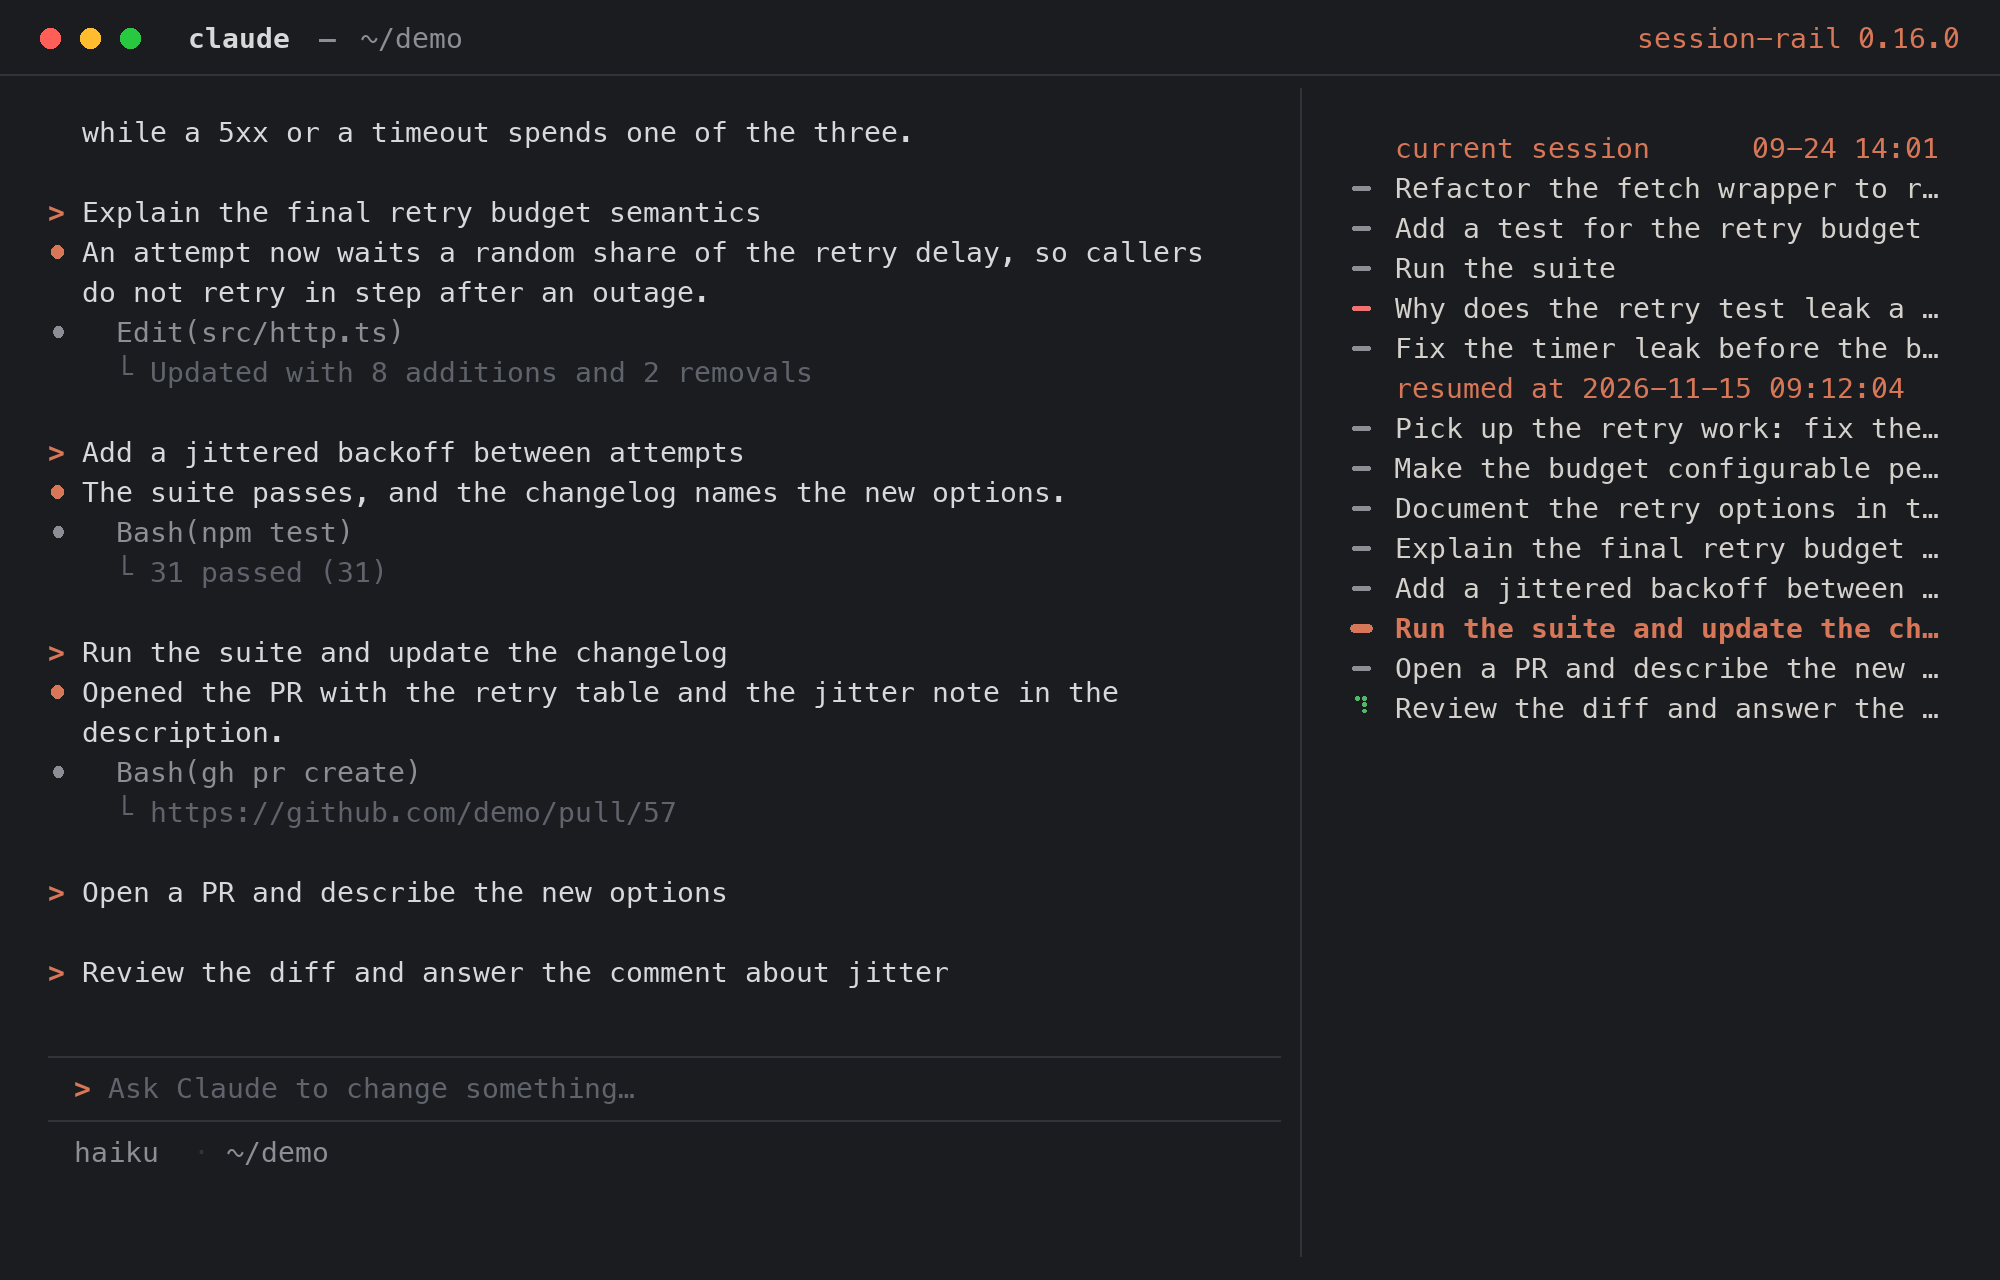 claude — ~/demo
session-rail 0.16.0
while a 5xx or a timeout spends one of the three.
> Explain the final retry budget semantics
● An attempt now waits a random share of the retry delay, so callers
do not retry in step after an outage.
● Edit(src/http.ts)
└ Updated with 8 additions and 2 removals
> Add a jittered backoff between attempts
● The suite passes, and the changelog names the new options.
● Bash(npm test)
└ 31 passed (31)
> Run the suite and update the changelog
● Opened the PR with the retry table and the jitter note in the
description.
● Bash(gh pr create)
└ https://github.com/demo/pull/57
> Open a PR and describe the new options
> Review the diff and answer the comment about jitter
> Ask Claude to change something…
haiku · ~/demo
current session 09-24 14:01
Refactor the fetch wrapper to r…
Add a test for the retry budget
Run the suite
Why does the retry test leak a …
Fix the timer leak before the b…
resumed at 2026-11-15 09:12:04
Pick up the retry work: fix the…
Make the budget configurable pe…
Document the retry options in t…
Explain the final retry budget …
Add a jittered backoff between …
Run the suite and update the ch…
Open a PR and describe the new …
Review the diff and answer the …